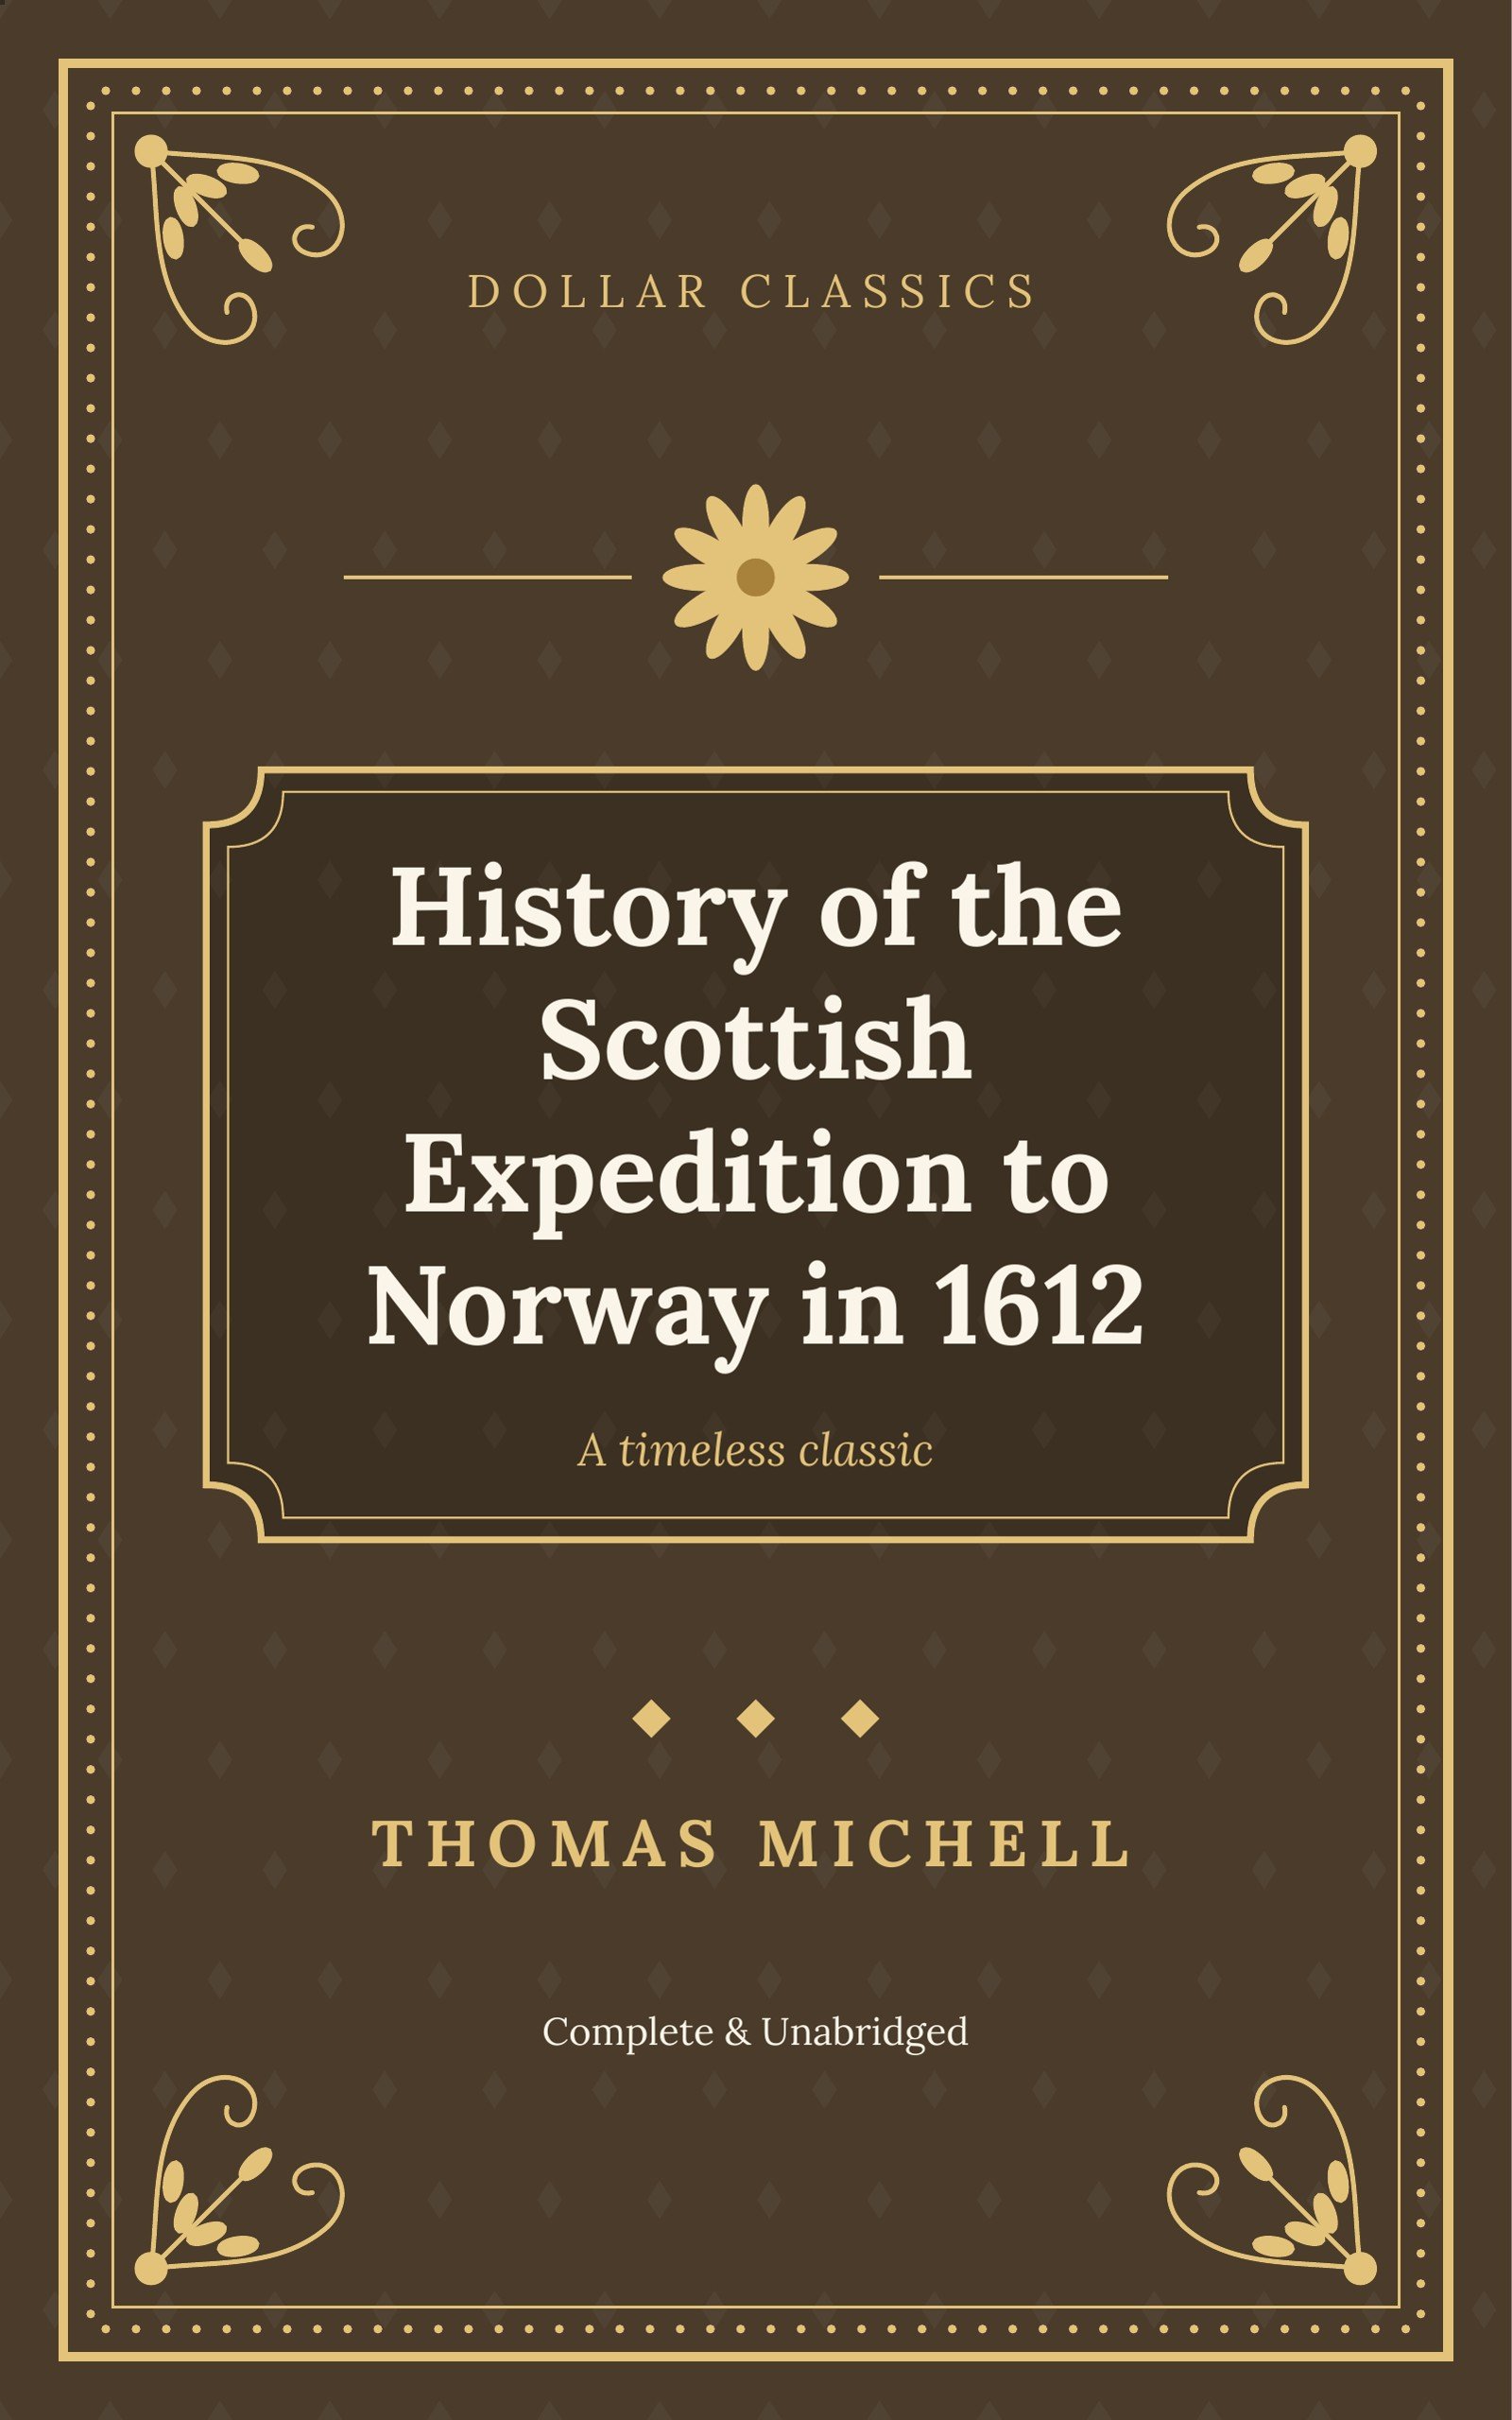 DOLLAR CLASSICS
History of the
Scottish
Expedition to
Norway in 1612
A timeless classic
THOMAS MICHELL
Complete & Unabridged